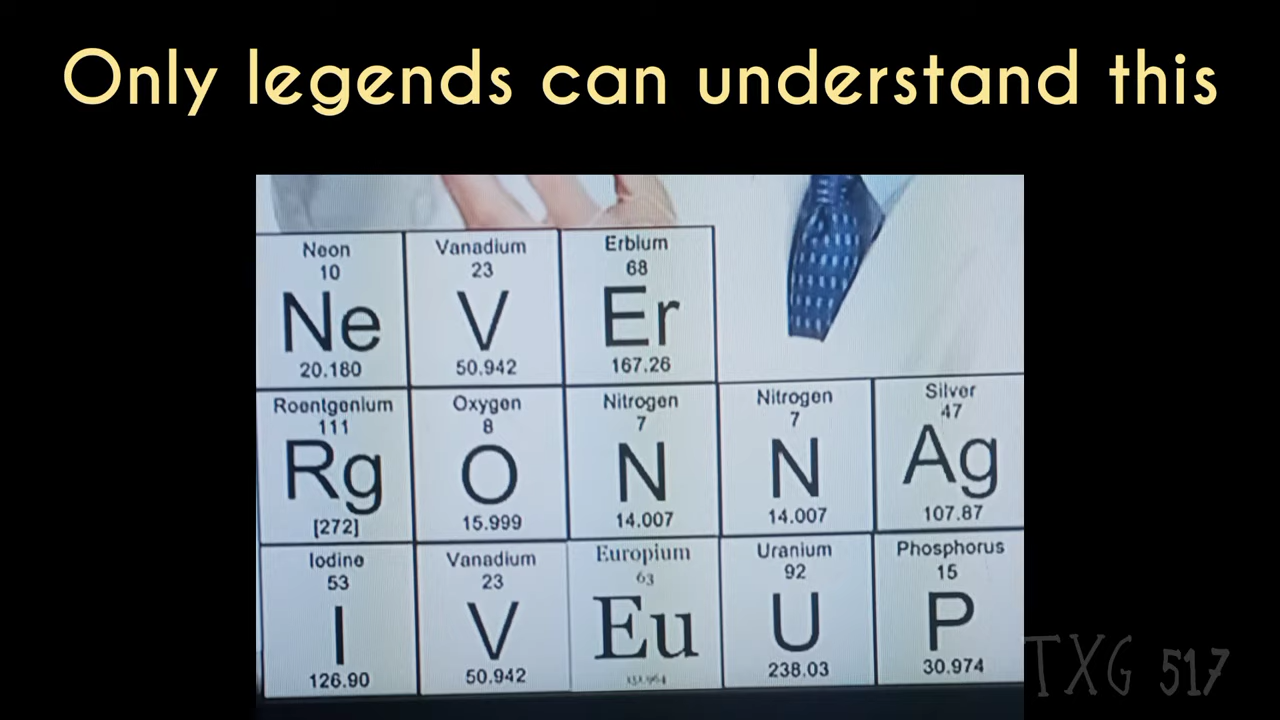 Only legends can understand this
Neon Vanadium Erbium
10 23 68
Ne V Er
20.180 50.942 167.26
Roentgenium Oxygen Nitrogen Nitrogen Silver
111 8 7 7 47
Rg O N N Ag
[272] 15.999 14.007 14.007 107.87
Iodine Vanadium Europium Uranium Phosphorus
53 23 63 92 15
I V Eu U P
126.90 50.942 238.03 30.974
TXG 517